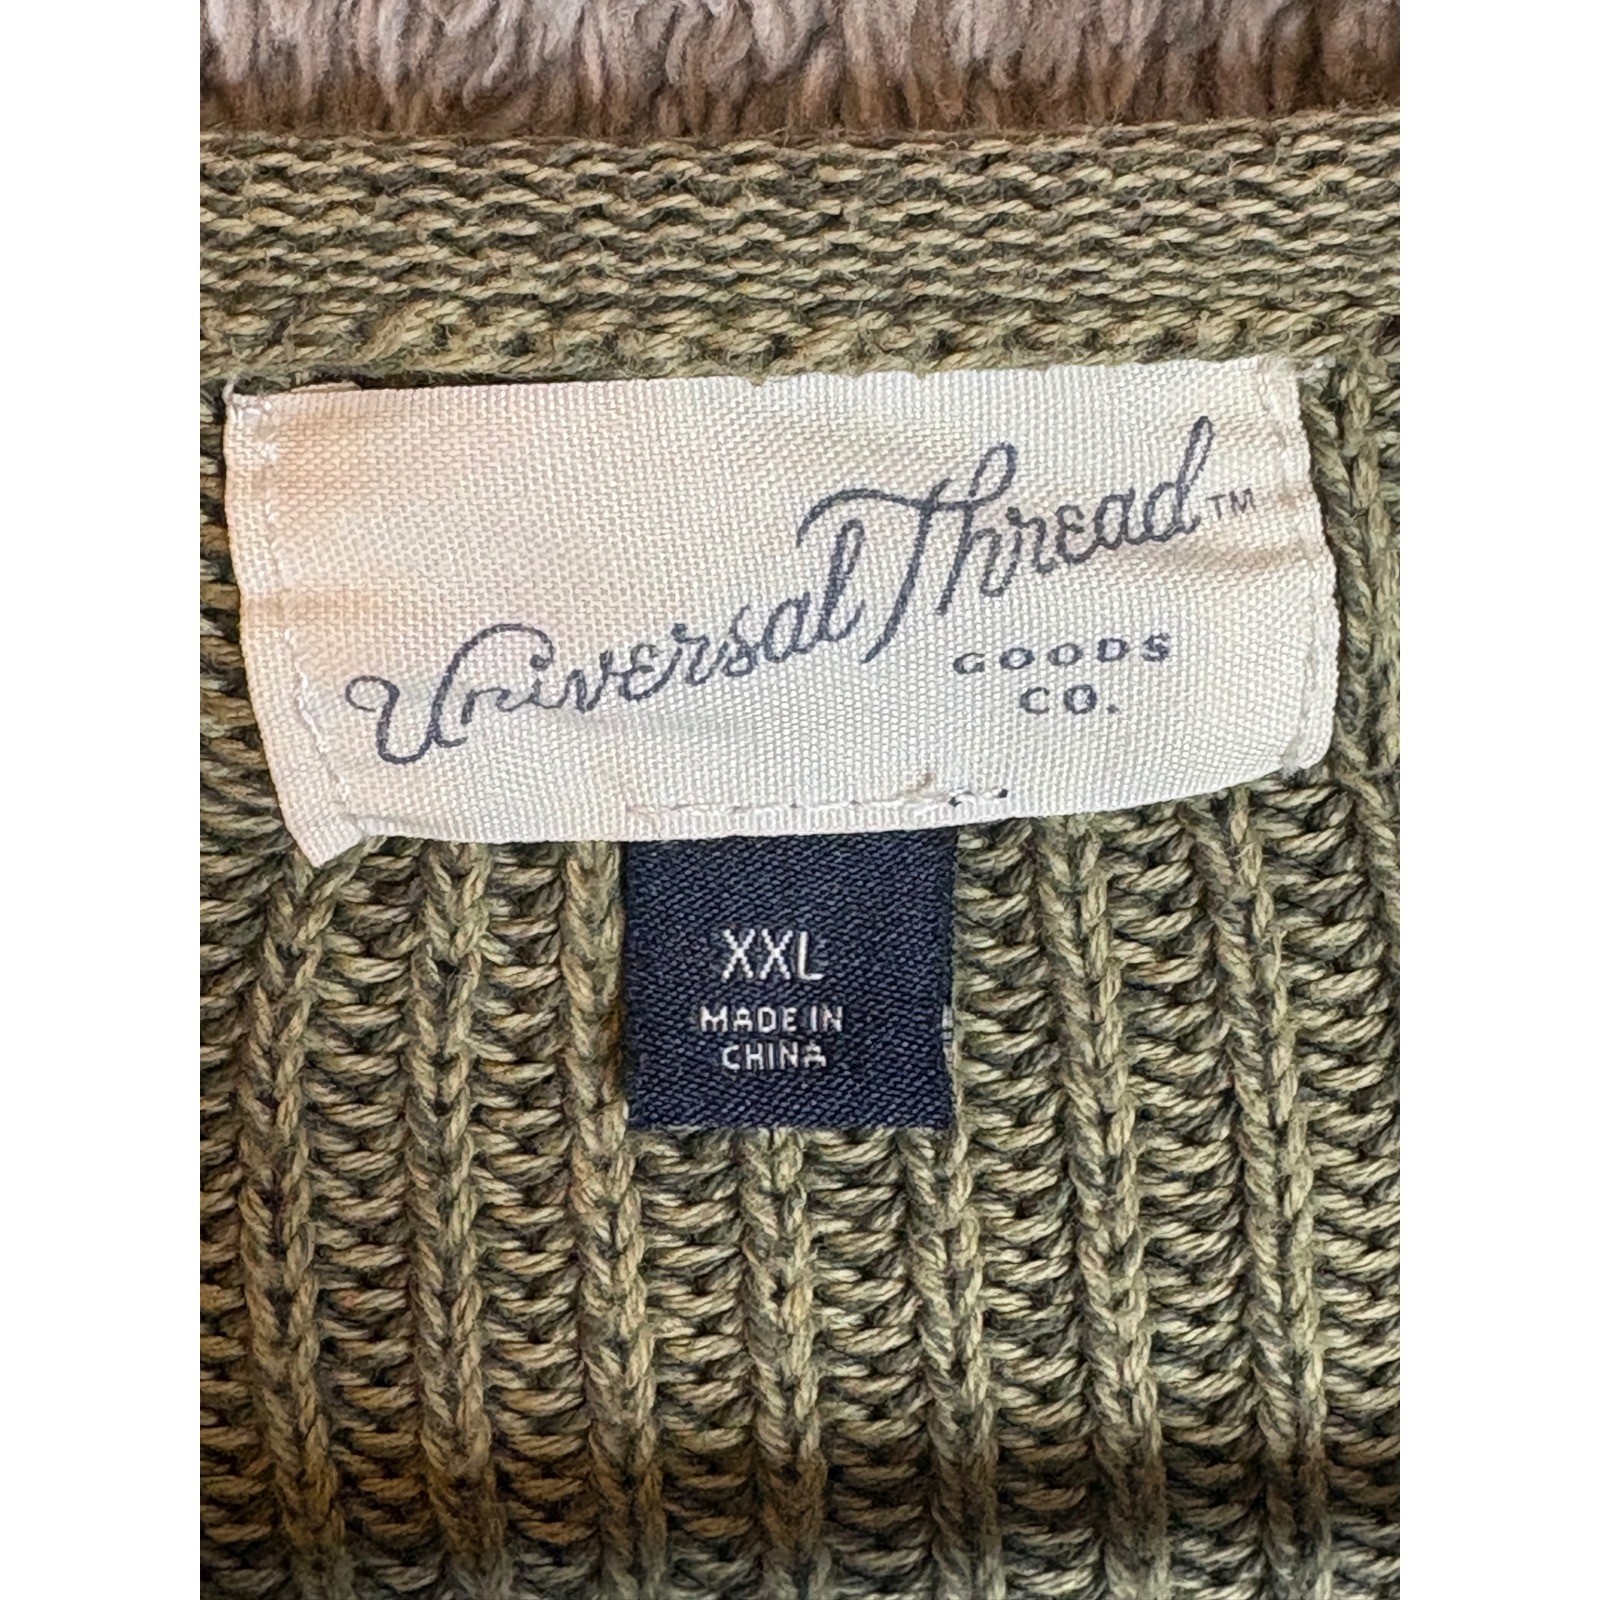 Universal Thread™
GOODS
CO.
XXL
MADE IN
CHINA